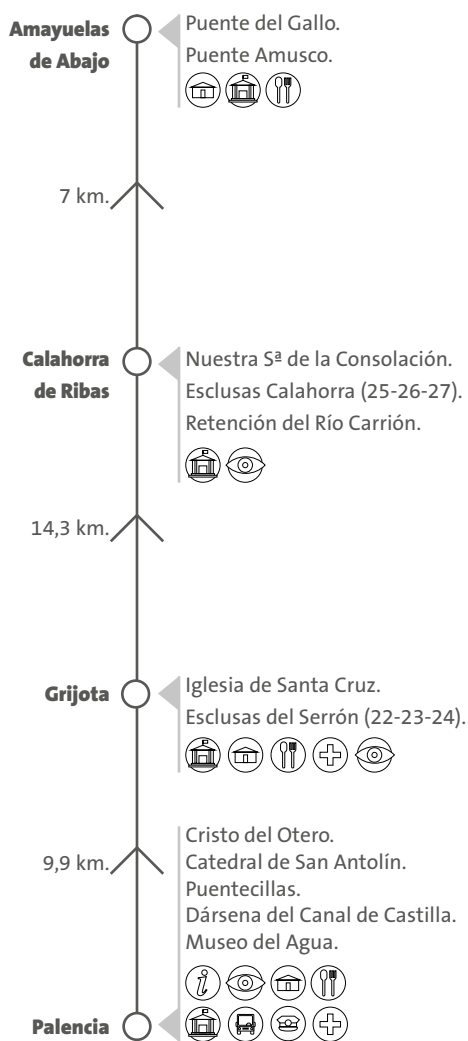 Amayuelas
de Abajo
Puente del Gallo.
Puente Amusco.
7 km.
Calahorra
de Ribas
Nuestra Sª de la Consolación.
Esclusas Calahorra (25-26-27).
Retención del Río Carrión.
14,3 km.
Grijota
Iglesia de Santa Cruz.
Esclusas del Serrón (22-23-24).
9,9 km.
Cristo del Otero.
Catedral de San Antolín.
Puentecillas.
Dársena del Canal de Castilla.
Museo del Agua.
i
Palencia